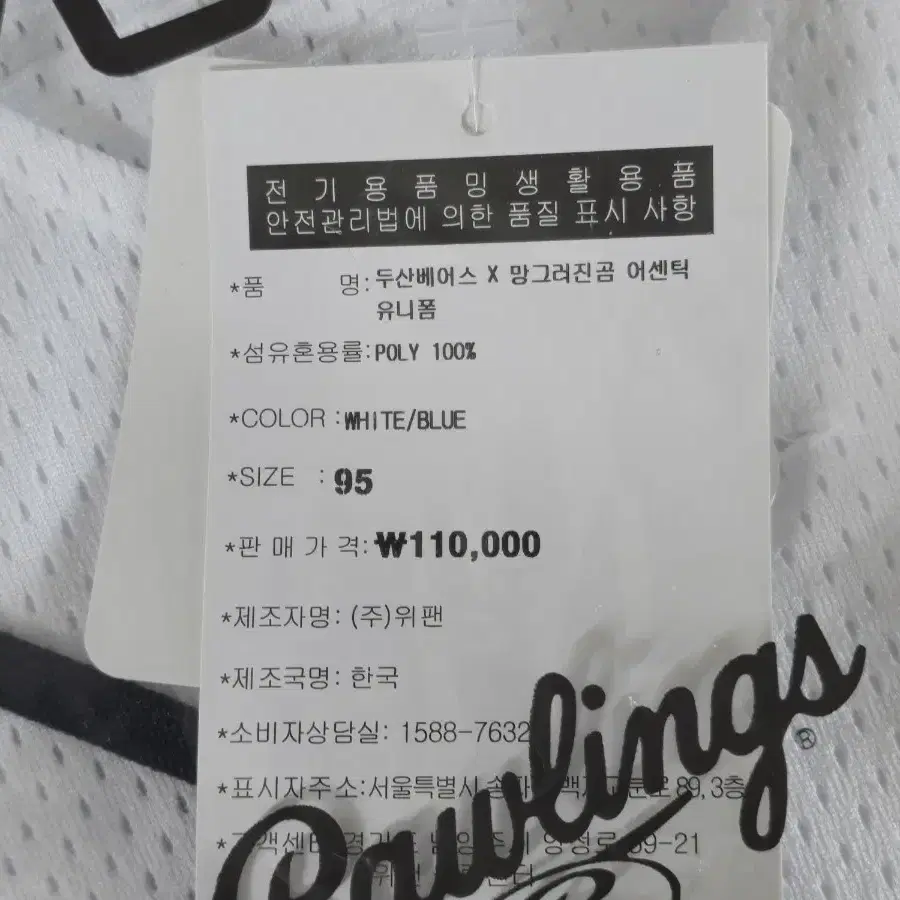 전 기 용 품 밍 생 활 용 품
안전관리법에 의한 품질 표시 사항
*품 명: 두산베어스 X 망그러진곰 어센틱
유니폼
*섬유혼용률: POLY 100%
*COLOR : WHITE/BLUE
*SIZE : 95
*판 매 가 격: ₩110,000
*제조자명: (주)위팬
*제조국명: 한국
*소비자상담실: 1588-7632
*표시자주소: 서울특별시 89, 3층
Rawlings®